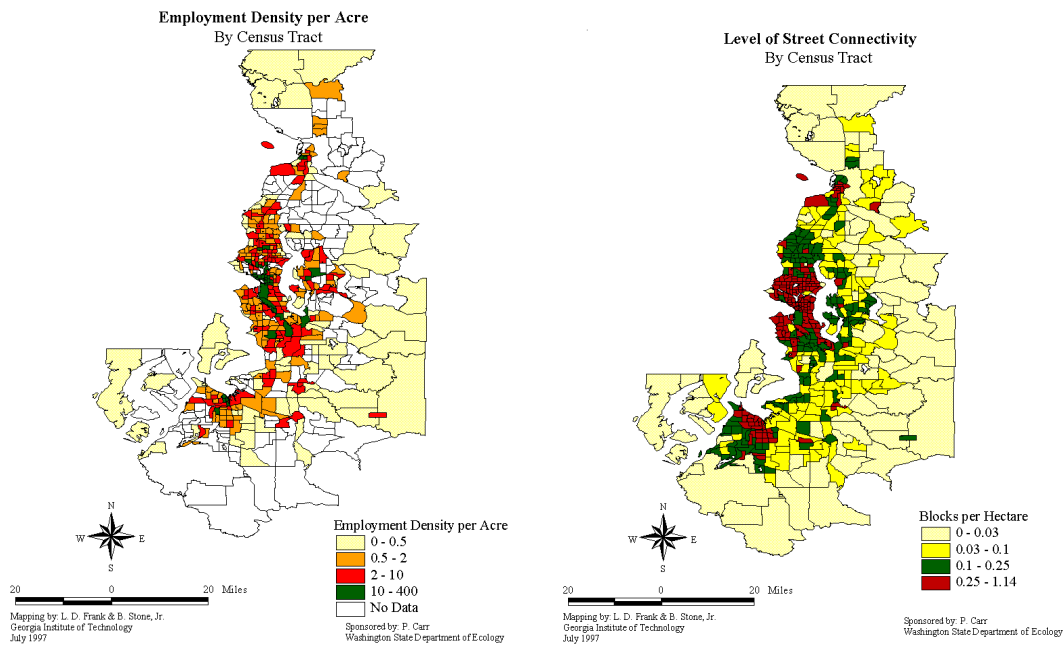 Employment Density per Acre
By Census Tract
N
W
E
S
Employment Density per Acre
0 - 0.5
0.5 - 2
2 - 10
10 - 400
No Data
20 0 20 Miles
Mapping by: L. D. Frank & B. Stone, Jr.
Georgia Institute of Technology
July 1997
Sponsored by: P. Carr
Washington State Department of Ecology
Level of Street Connectivity
By Census Tract
N
W
E
S
Blocks per Hectare
0 - 0.03
0.03 - 0.1
0.1 - 0.25
0.25 - 1.14
20 0 20 Miles
Mapping by: L. D. Frank & B. Stone, Jr.
Georgia Institute of Technology
July 1997
Sponsored by: P. Carr
Washington State Department of Ecology